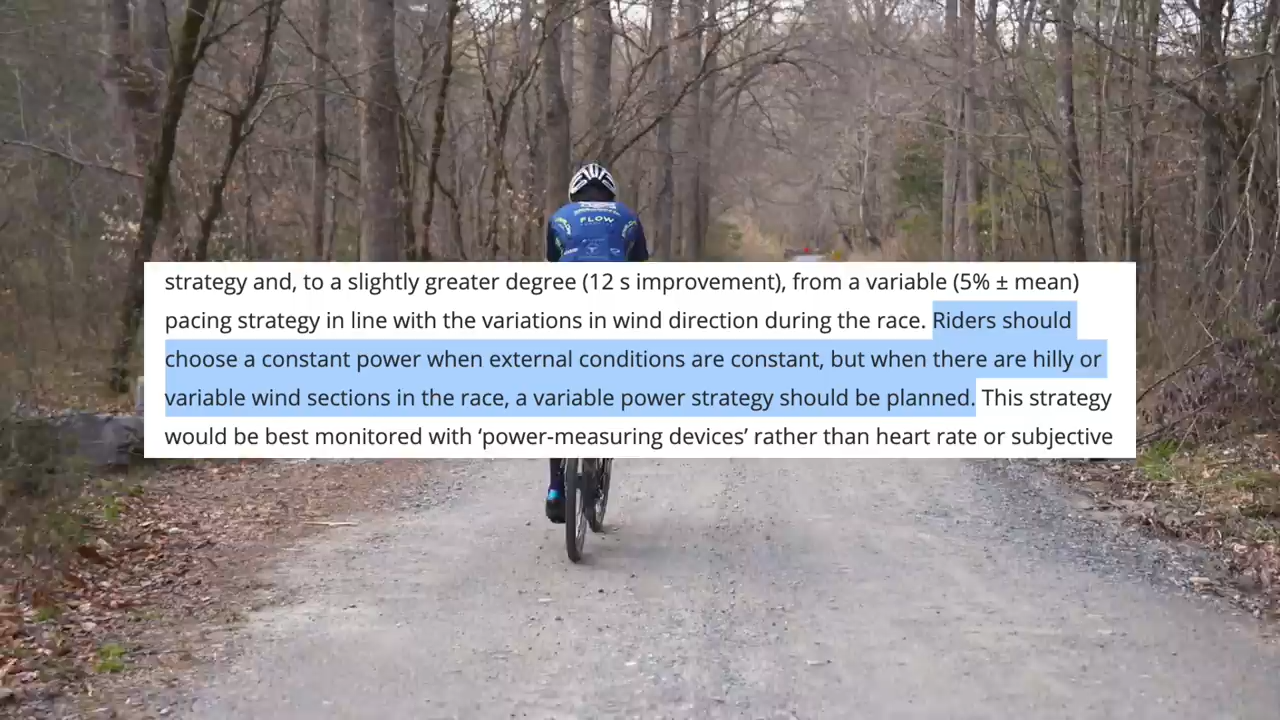 FLOW
strategy and, to a slightly greater degree (12 s improvement), from a variable (5% ± mean)
pacing strategy in line with the variations in wind direction during the race. Riders should
choose a constant power when external conditions are constant, but when there are hilly or
variable wind sections in the race, a variable power strategy should be planned. This strategy
would be best monitored with ‘power-measuring devices’ rather than heart rate or subjective